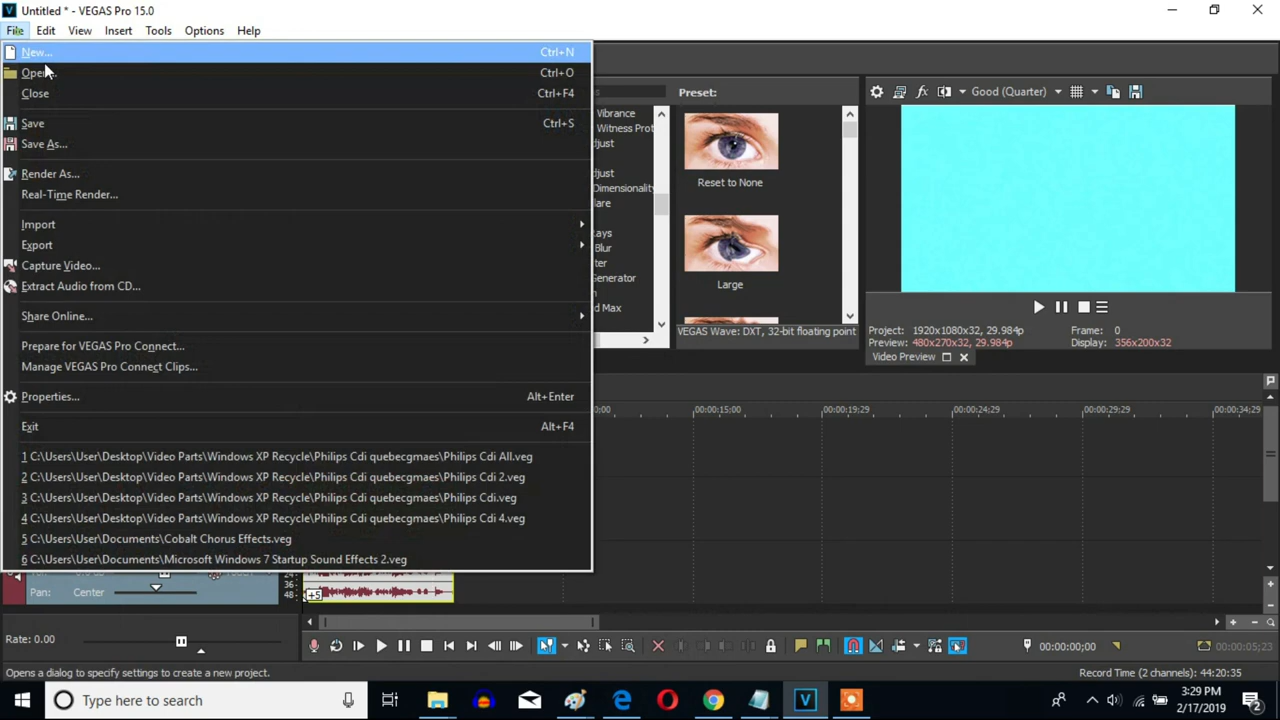 Untitled * - VEGAS Pro 15.0
File Edit View Insert Tools Options Help
New... Ctrl+N
Open... Ctrl+O
Close Ctrl+F4
Save Ctrl+S
Save As...
Render As...
Real-Time Render...
Import
Export
Capture Video...
Extract Audio from CD...
Share Online...
Prepare for VEGAS Pro Connect...
Manage VEGAS Pro Connect Clips...
Properties... Alt+Enter
Exit Alt+F4
1 C:\Users\User\Desktop\Video Parts\Windows XP Recycle\Philips Cdi quebecgmaes\Philips Cdi All.veg
2 C:\Users\User\Desktop\Video Parts\Windows XP Recycle\Philips Cdi quebecgmaes\Philips Cdi 2.veg
3 C:\Users\User\Desktop\Video Parts\Windows XP Recycle\Philips Cdi quebecgmaes\Philips Cdi.veg
4 C:\Users\User\Desktop\Video Parts\Windows XP Recycle\Philips Cdi quebecgmaes\Philips Cdi 4.veg
5 C:\Users\User\Documents\Cobalt Chorus Effects.veg
6 C:\Users\User\Documents\Microsoft Windows 7 Startup Sound Effects 2.veg
Vibrance
Witness Prot
djust
djust
Dimensionality
lare
ays
Blur
ter
Generator
n
d Max
Preset:
Reset to None
Large
VEGAS Wave: DXT, 32-bit floating point
Good (Quarter)
Project: 1920x1080x32, 29.984p
Frame: 0
Preview: 480x270x32, 29.984p
Display: 356x200x32
Video Preview
00:00:15:00 00:00:19;29 00:00:24;29 00:00:29;29 00:00:34;29
Pan: Center
36
48
+5
Rate: 0.00
00:00:00;00
00:00:05;23
Opens a dialog to specify settings to create a new project.
Record Time (2 channels): 44:20:35
Type here to search
3:29 PM
2/17/2019
2